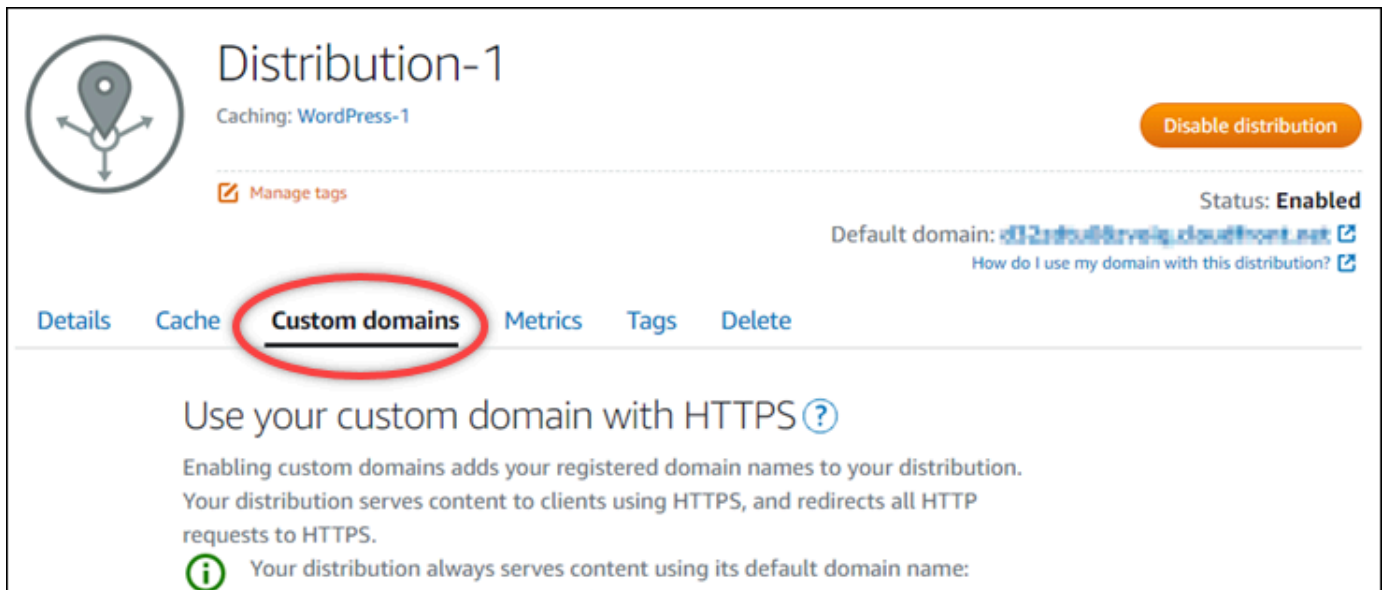 Distribution-1
Caching: WordPress-1
Disable distribution
Manage tags
Status: Enabled
Default domain:
How do I use my domain with this distribution?
Details Cache Custom domains Metrics Tags Delete
Use your custom domain with HTTPS ?
Enabling custom domains adds your registered domain names to your distribution.
Your distribution serves content to clients using HTTPS, and redirects all HTTP
requests to HTTPS.
i Your distribution always serves content using its default domain name: